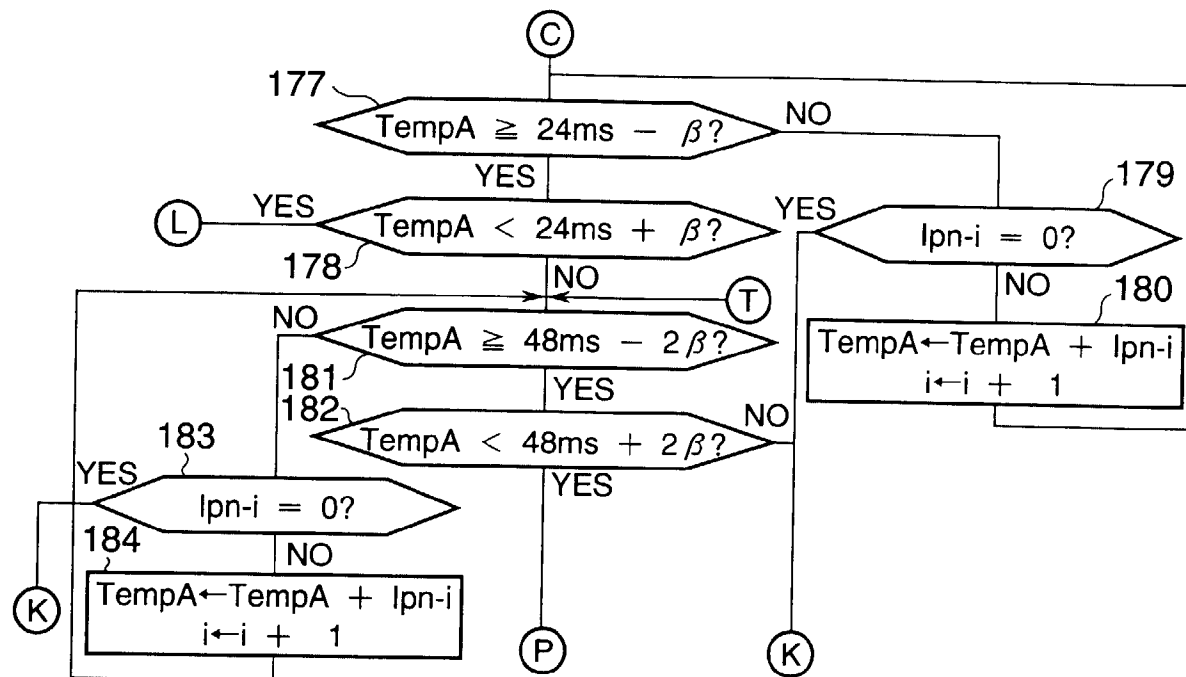 C
177
TempA ≧ 24ms − β?
NO
YES
179
L
YES
TempA < 24ms + β?
YES
Ipn-i = 0?
178
NO
NO
180
T
NO
TempA ≧ 48ms − 2β?
TempA←TempA + Ipn-i
i←i + 1
181
YES
182
TempA < 48ms + 2β?
NO
183
YES
YES
Ipn-i = 0?
184
NO
K
TempA←TempA + Ipn-i
i←i + 1
P
K